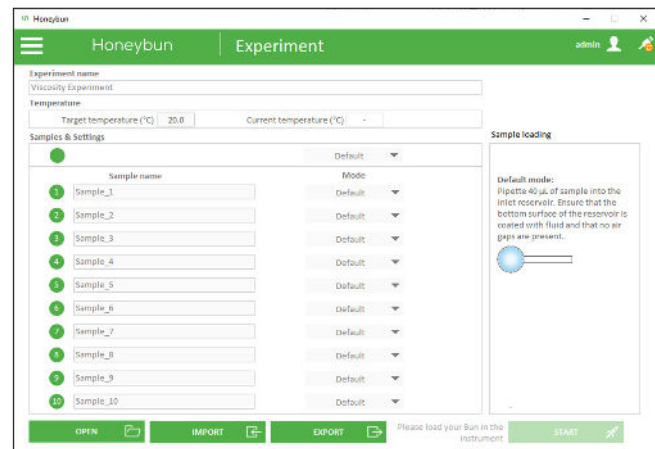 Honeybun
Honeybun
Experiment
admin
Experiment name
Viscosity Experiment
Temperature
Target temperature (°C) 20.0 Current temperature (°C) -
Samples & Settings
Default
Sample name Mode
1 Sample_1 Default
2 Sample_2 Default
3 Sample_3 Default
4 Sample_4 Default
5 Sample_5 Default
6 Sample_6 Default
7 Sample_7 Default
8 Sample_8 Default
9 Sample_9 Default
10 Sample_10 Default
Sample loading
Default mode:
Pipette 40 µL of sample into the
inlet reservoir. Ensure that the
bottom surface of the reservoir is
coated with fluid and that no air
gaps are present.
OPEN IMPORT EXPORT
Please load your Bun in the
instrument
START